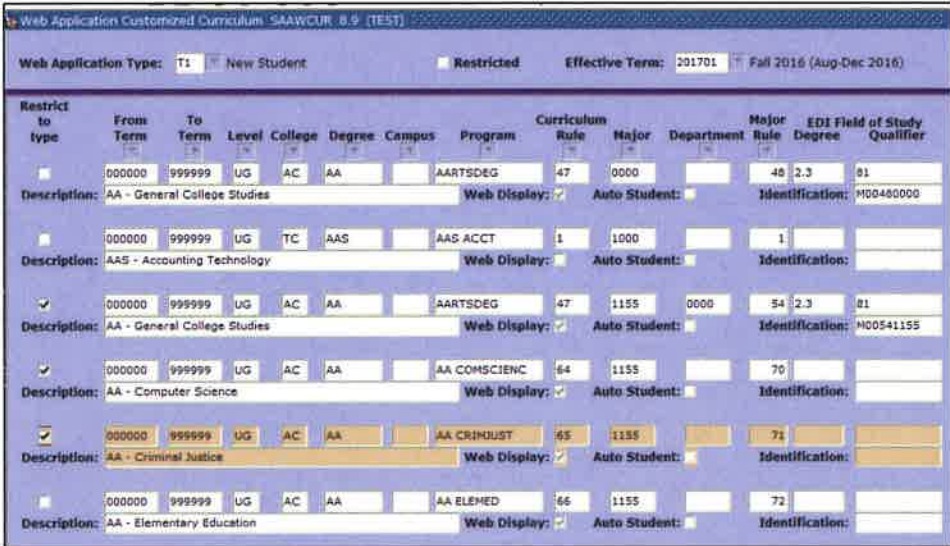 Web Application Customized Curriculum SAAWCUR 8.9 (TEST)
Web Application Type: T1 New Student Restricted Effective Term: 201701 Fall 2016 (Aug-Dec 2016)
Restrict to type From Term To Term Level College Degree Campus Program Curriculum Rule Major Department Major Rule EDI Field of Study Degree Qualifier
000000 999999 UG AC AA AARTSDEG 47 0000 48 2.3 81
Description: AA - General College Studies Web Display: Auto Student: Identification: M00480000
000000 999999 UG TC AAS AAS ACCT 1 1000 1
Description: AAS - Accounting Technology Web Display: Auto Student: Identification:
000000 999999 UG AC AA AARTSDEG 47 1155 0000 54 2.3 81
Description: AA - General College Studies Web Display: Auto Student: Identification: M00541155
000000 999999 UG AC AA AA COMSCIENC 64 1155 70
Description: AA - Computer Science Web Display: Auto Student: Identification:
000000 999999 UG AC AA AA CRIMJUST 65 1155 71
Description: AA - Criminal Justice Web Display: Auto Student: Identification:
000000 999999 UG AC AA AA ELEMED 66 1155 72
Description: AA - Elementary Education Web Display: Auto Student: Identification: